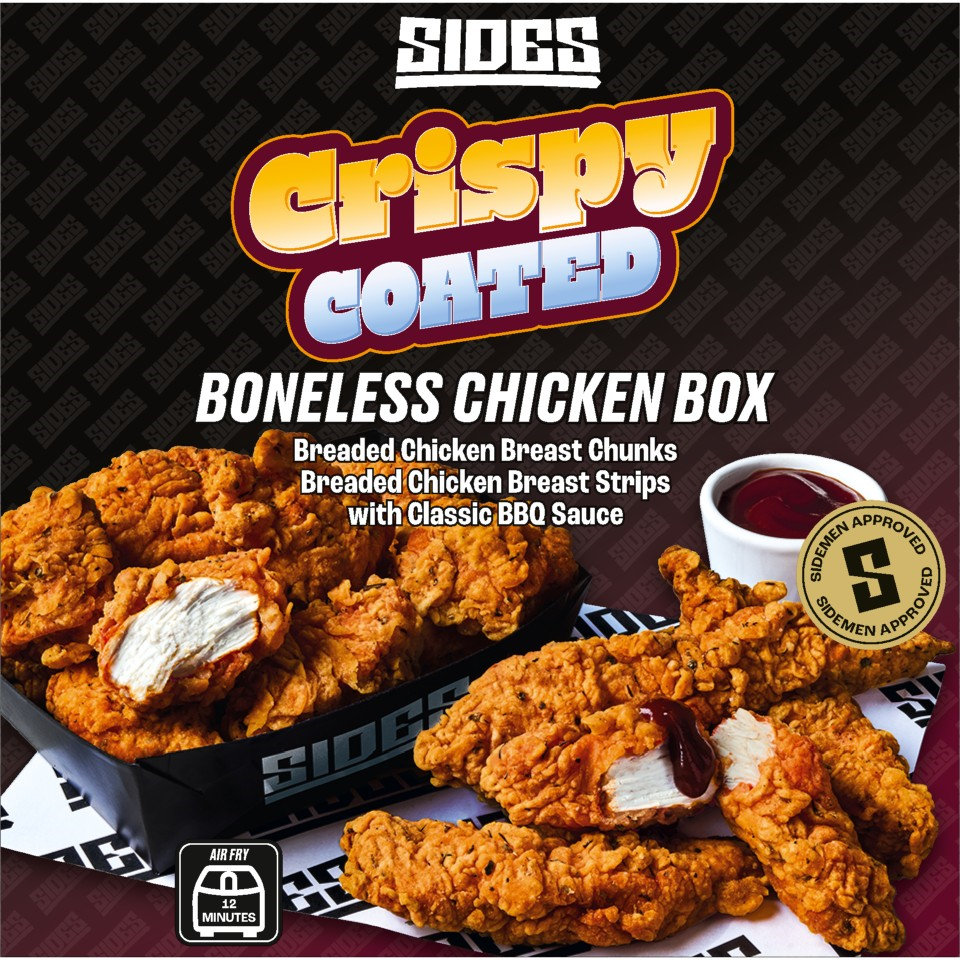 SIDES
Crispy
COATED
BONELESS CHICKEN BOX
Breaded Chicken Breast Chunks
Breaded Chicken Breast Strips
with Classic BBQ Sauce
SIDEMEN APPROVED
S
SIDEMEN APPROVED
SIDES
AIR FRY
12
MINUTES